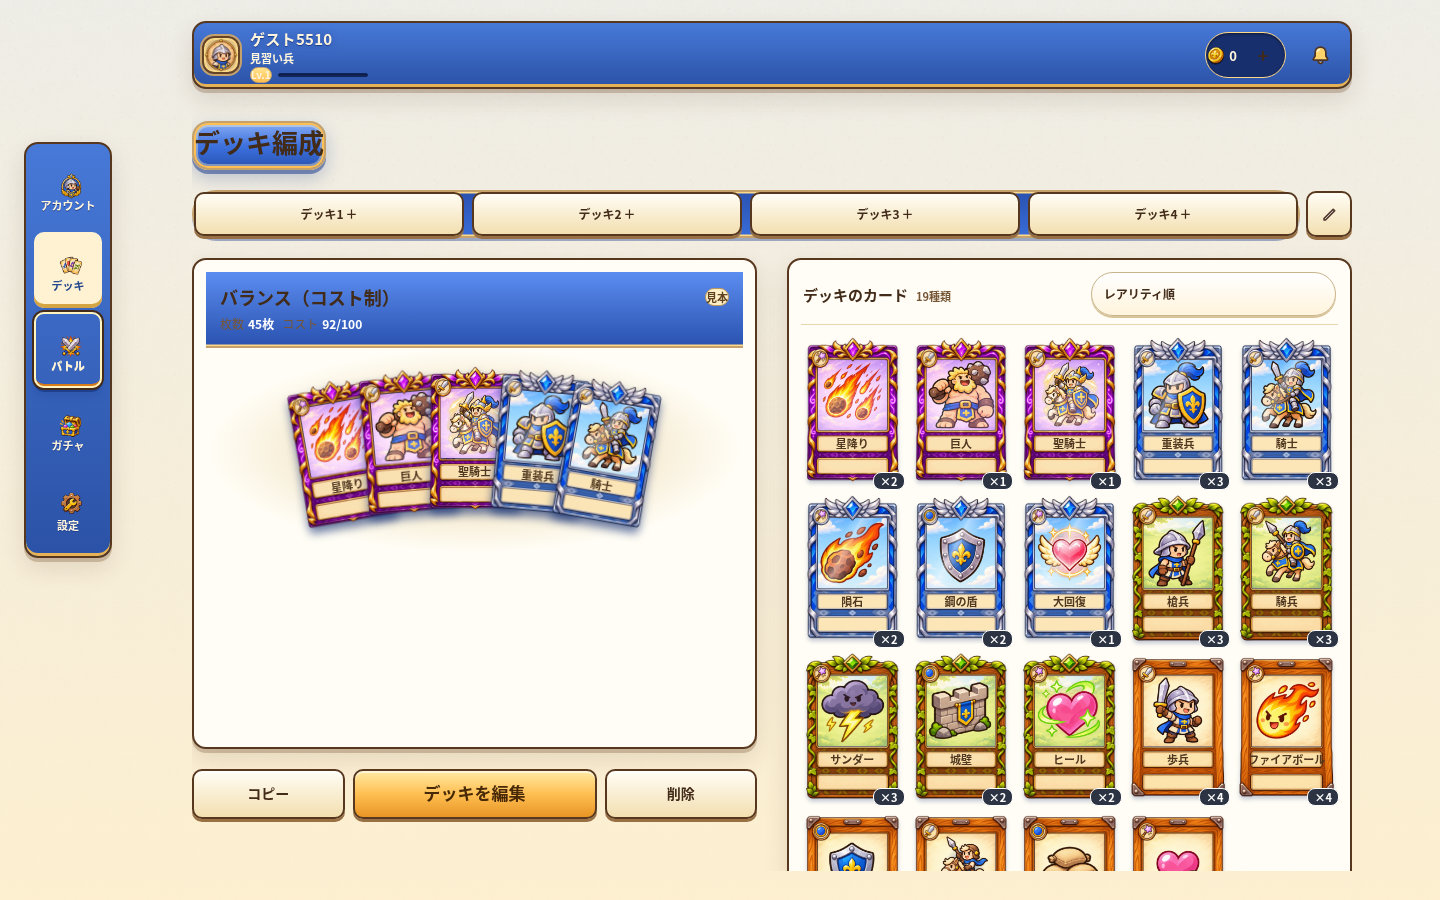 ゲスト5510
見習い兵
Lv.1
0
デッキ編成
アカウント
デッキ
バトル
ガチャ
設定
デッキ1＋
デッキ2＋
デッキ3＋
デッキ4＋
バランス（コスト制）
見本
枚数 45枚 コスト 92/100
星降り
巨人
聖騎士
重装兵
騎士
コピー
デッキを編集
削除
デッキのカード 19種類
レアリティ順
星降り
巨人
聖騎士
重装兵
騎士
×2
×1
×1
×3
×3
隕石
鋼の盾
大回復
槍兵
騎兵
×2
×2
×1
×3
×3
サンダー
城壁
ヒール
歩兵
ファイアボール
×3
×2
×2
×4
×4